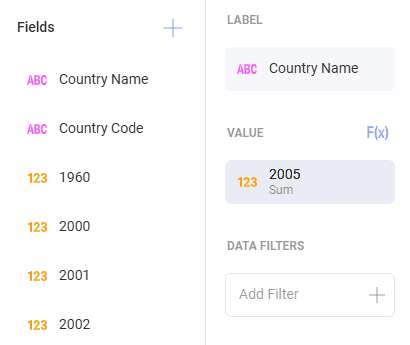 Fields
ABC Country Name
ABC Country Code
123 1960
123 2000
123 2001
123 2002
LABEL
ABC Country Name
VALUE F(x)
123 2005
Sum
DATA FILTERS
Add Filter